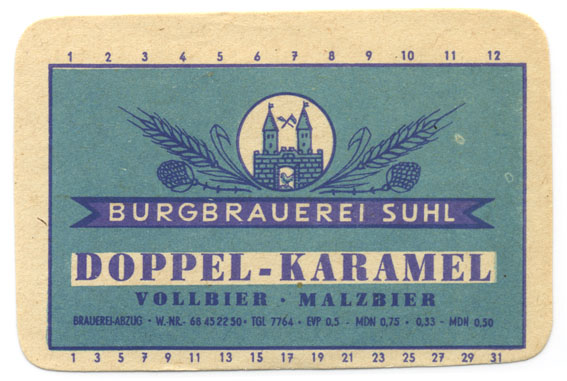 1 2 3 4 5 6 7 8 9 10 11 12
BURGBRAUEREI SUHL
DOPPEL-KARAMEL
VOLLBIER · MALZBIER
BRAUEREI-ABZUG · W. NR. - 68 45 22 50 · TGL 7764 · EVP 0,5 - MDN 0,75 · 0,33 - MDN 0,50
1 3 5 7 9 11 13 15 17 19 21 23 25 27 29 31